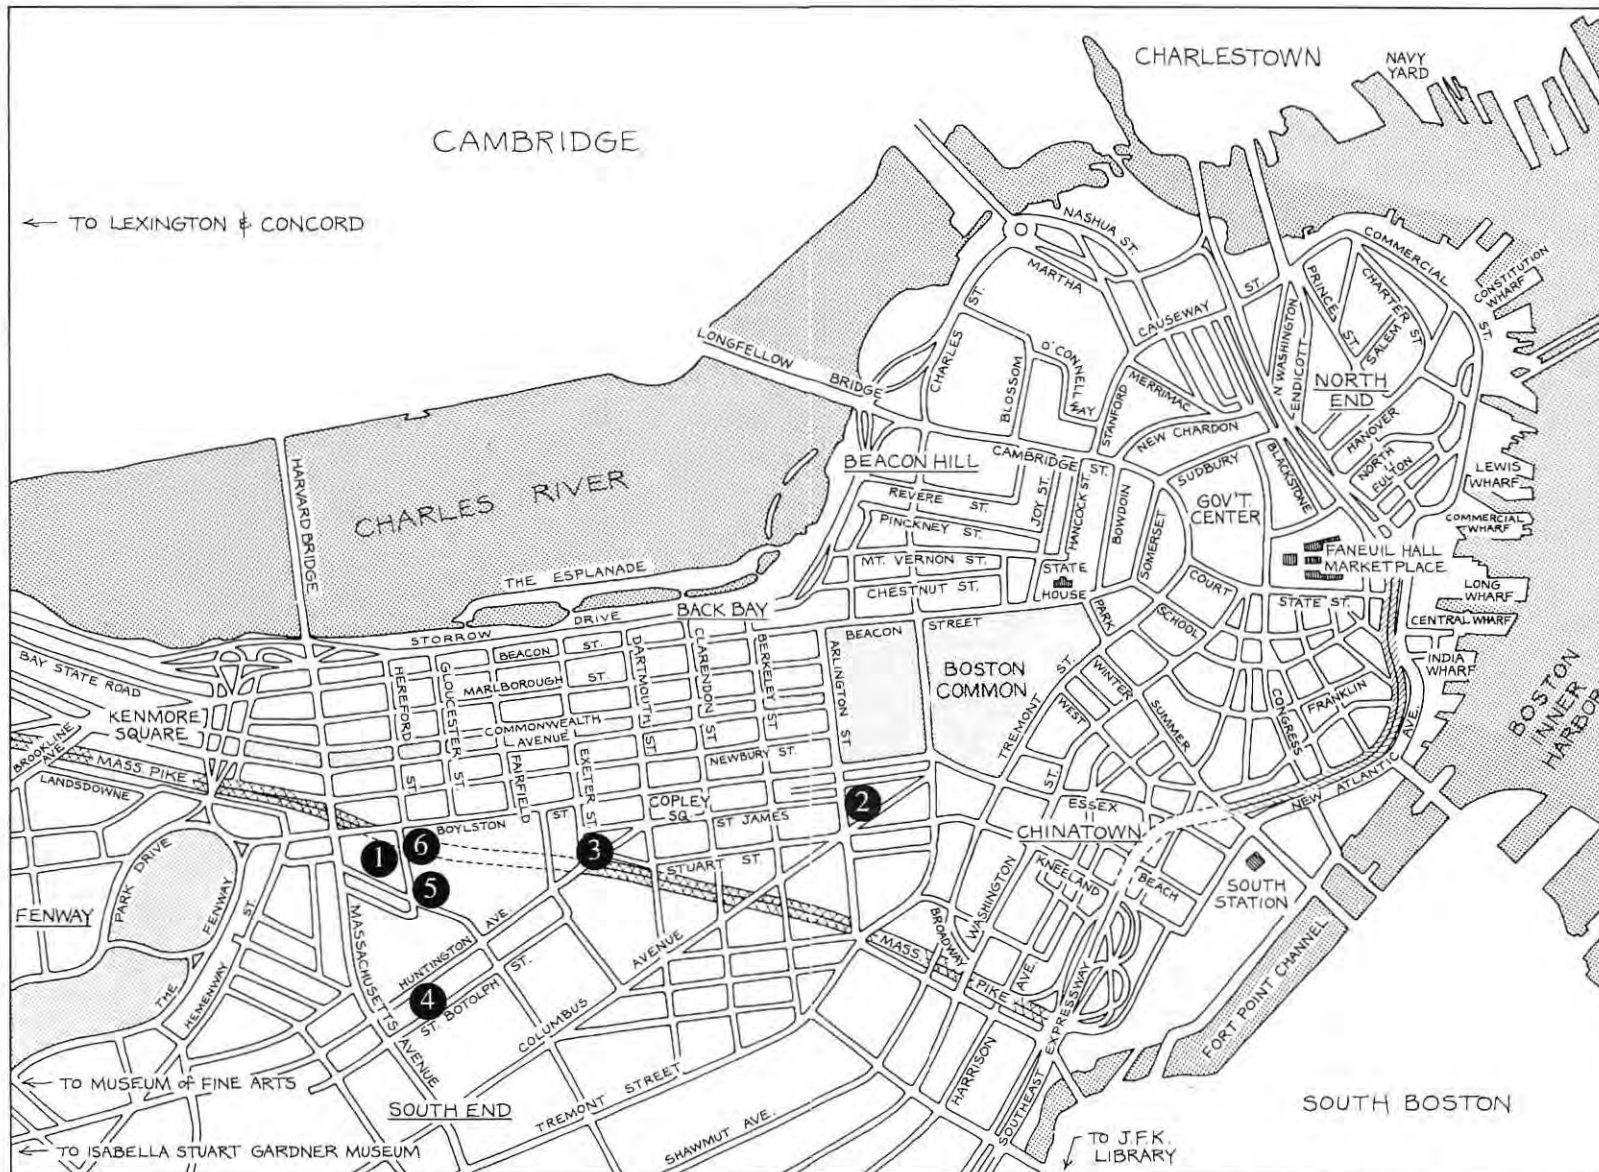 CHARLESTOWN
NAVY
YARD
CAMBRIDGE
← TO LEXINGTON & CONCORD
NASHUA ST.
COMMERCIAL
ST.
CONSTITUTION
WHARF
MARTHA
PRINCE
ST.
CHARTER ST
SALEM
CAUSEWAY
ST.
CHARLES
ST.
O'CONNELL
WAY
BLOSSOM
LONGFELLOW BRIDGE
STANFORD
MERRIMAC
N WASHINGTON
ENDICOTT
NORTH
END
HANOVER
NORTH
FULTON
NEW CHARDON
CAMBRIDGE ST.
SUDBURY
BLACKSTONE
LEWIS
WHARF
BEACON HILL
REVERE ST.
PINCKNEY ST.
MT. VERNON ST.
CHESTNUT ST.
JOY ST.
HANCOCK ST.
BOWDOIN
SOMERSET
GOV'T.
CENTER
COMMERCIAL
WHARF
FANEUIL HALL
MARKETPLACE
STATE
HOUSE
COURT
STATE ST.
LONG
WHARF
CENTRAL WHARF
INDIA
WHARF
HARVARD BRIDGE
CHARLES RIVER
THE ESPLANADE
BACK BAY
STORROW DRIVE
PARK
SCHOOL
BEACON STREET
BOSTON
COMMON
TREMONT ST.
WINTER
WEST
ST.
SUMMER
CONGRESS
FRANKLIN
BOSTON
INNER
HARBOR
BAY STATE ROAD
KENMORE
SQUARE
BROOKLINE
AVE.
MASS. PIKE
LANDSDOWNE
HEREFORD
ST.
GLOUCESTER
ST.
BEACON ST.
MARLBOROUGH ST
COMMONWEALTH
AVENUE
FAIRFIELD
EXETER ST.
DARTMOUTH ST.
CLARENDON ST
BERKELEY ST
ARLINGTON ST
NEWBURY ST.
COPLEY
SQ
BOYLSTON ST
ST JAMES
STUART ST.
NEW ATLANTIC AVE.
ESSEX
CHINATOWN
KNEELAND
BEACH
SOUTH
STATION
WASHINGTON
BROADWAY
1
2
3
4
5
6
PARK DRIVE
FENWAY
THE FENWAY
HEMENWAY ST.
MASSACHUSETTS AVENUE
HUNTINGTON AVE.
ST. BOTOLPH ST.
COLUMBUS AVENUE
MASS. PIKE
AVE.
HARRISON
SOUTHEAST EXPRESSWAY
FORT POINT CHANNEL
← TO MUSEUM of FINE ARTS
SOUTH END
TREMONT STREET
SHAWMUT AVE.
SOUTH BOSTON
← TO ISABELLA STUART GARDNER MUSEUM
TO J.F.K.
LIBRARY